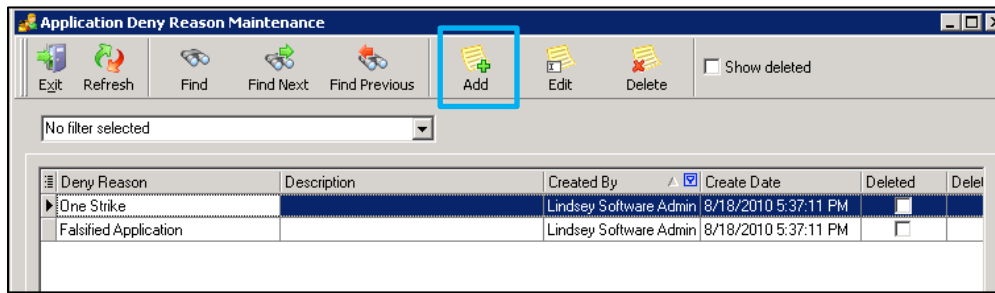 Application Deny Reason Maintenance
Exit Refresh Find Find Next Find Previous Add Edit Delete Show deleted
No filter selected
Deny Reason Description Created By Create Date Deleted
One Strike Lindsey Software Admin 8/18/2010 5:37:11 PM
Falsified Application Lindsey Software Admin 8/18/2010 5:37:11 PM